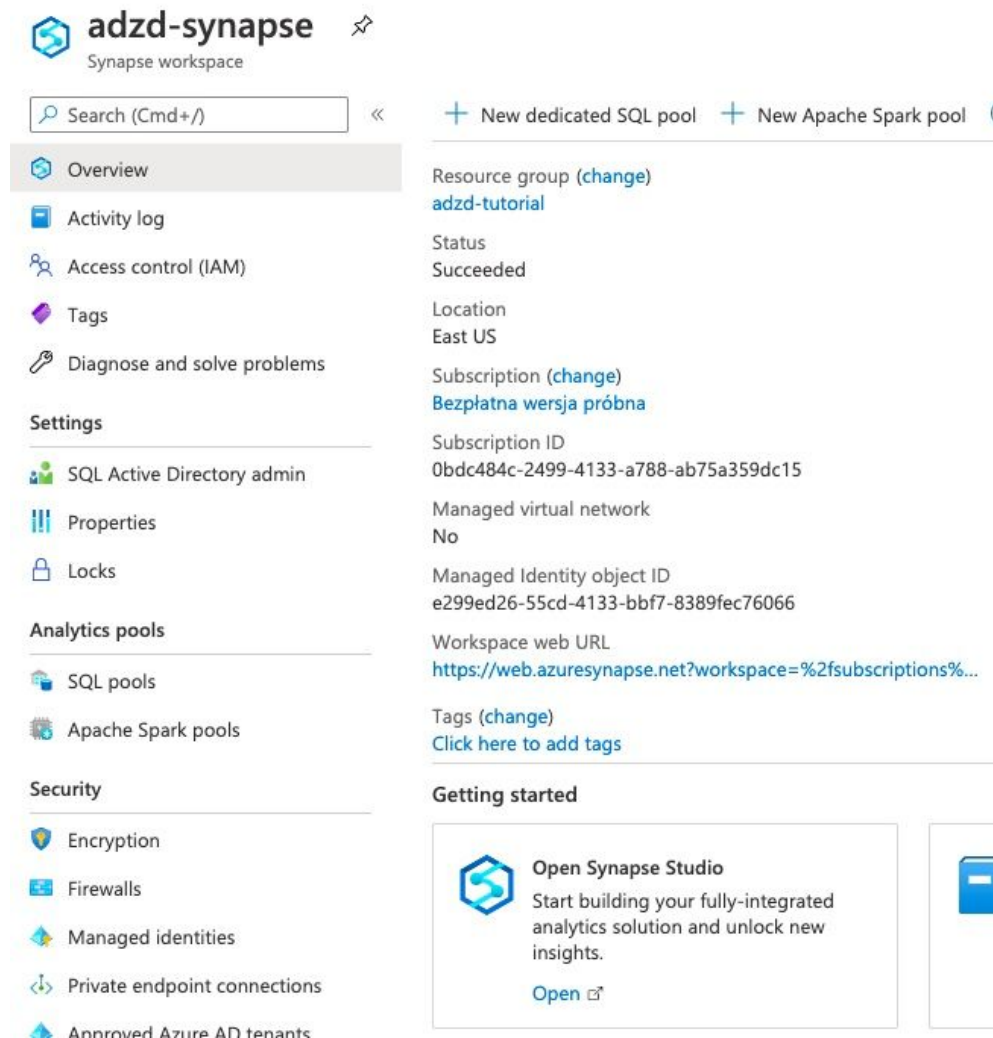 adzd-synapse
Synapse workspace
Search (Cmd+/)
Overview
Activity log
Access control (IAM)
Tags
Diagnose and solve problems
Settings
SQL Active Directory admin
Properties
Locks
Analytics pools
SQL pools
Apache Spark pools
Security
Encryption
Firewalls
Managed identities
Private endpoint connections
Approved Azure AD tenants
New dedicated SQL pool
New Apache Spark pool
Resource group (change)
adzd-tutorial
Status
Succeeded
Location
East US
Subscription (change)
Bezpłatna wersja próbna
Subscription ID
0bdc484c-2499-4133-a788-ab75a359dc15
Managed virtual network
No
Managed Identity object ID
e299ed26-55cd-4133-bbf7-8389fec76066
Workspace web URL
https://web.azuresynapse.net?workspace=%2fsubscriptions%...
Tags (change)
Click here to add tags
Getting started
Open Synapse Studio
Start building your fully-integrated
analytics solution and unlock new
insights.
Open